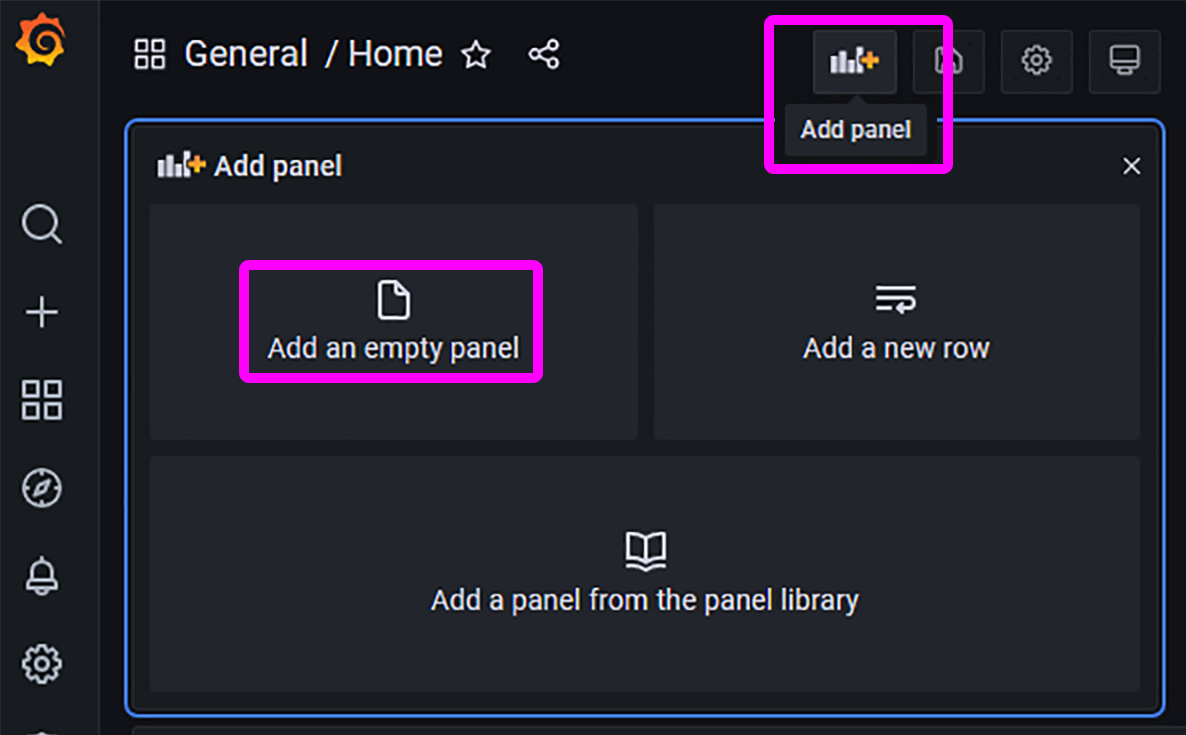 General / Home
Add panel
Add panel
Add an empty panel
Add a new row
Add a panel from the panel library